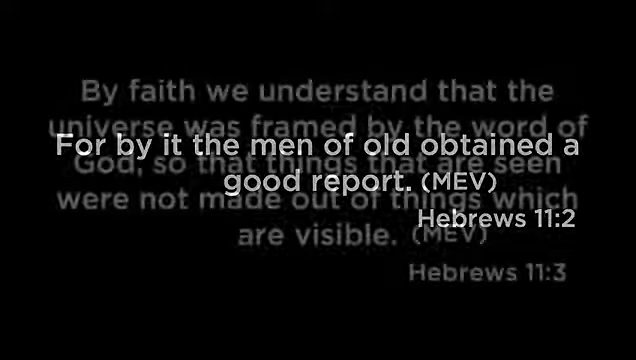 For by it the men of old obtained a
good report. (MEV)
Hebrews 11:2
By faith we understand that the
universe was framed by the word of
God, so that things that are seen
were not made out of things which
are visible. (MEV)
Hebrews 11:3